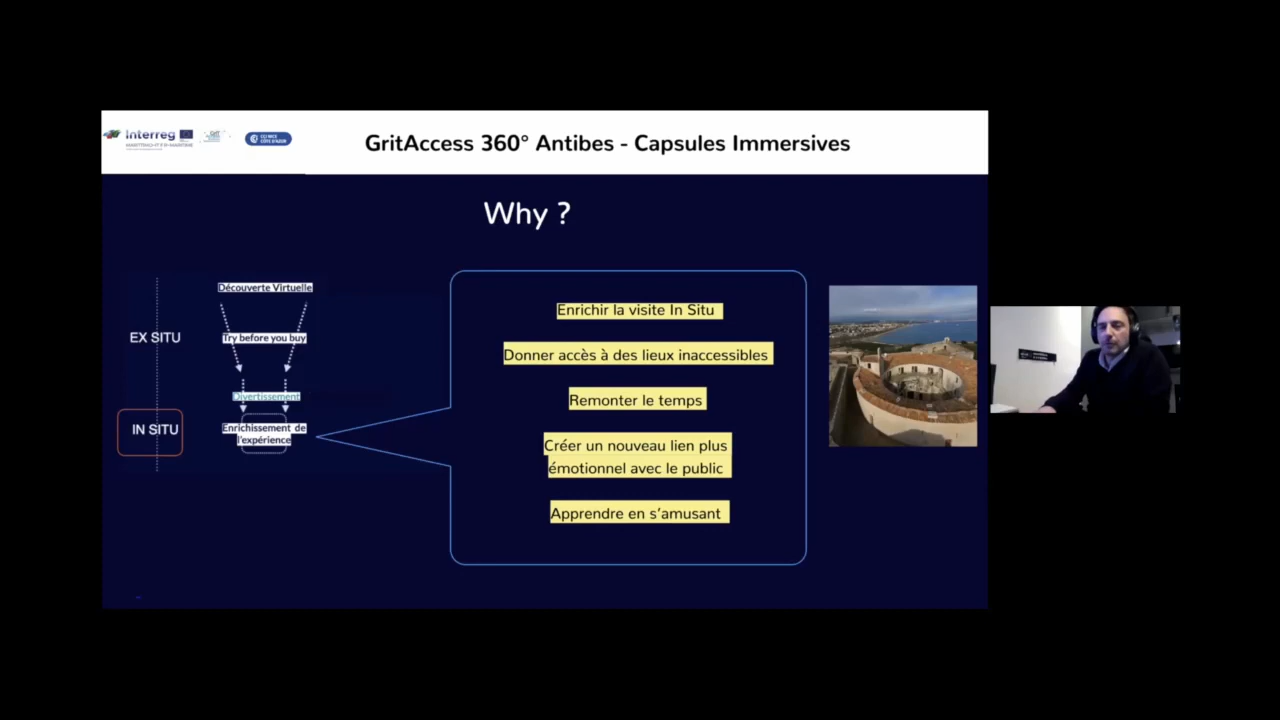 Interreg
MARITTIMO-IT FR-MARITIME
CCI NICE
CÔTE D'AZUR
GritAccess 360° Antibes - Capsules Immersives
Why ?
Découverte Virtuelle
EX SITU
Try before you buy
Divertissement
IN SITU
Enrichissement de
l'expérience
Enrichir la visite In Situ
Donner accès à des lieux inaccessibles
Remonter le temps
Créer un nouveau lien plus
émotionnel avec le public
Apprendre en s'amusant